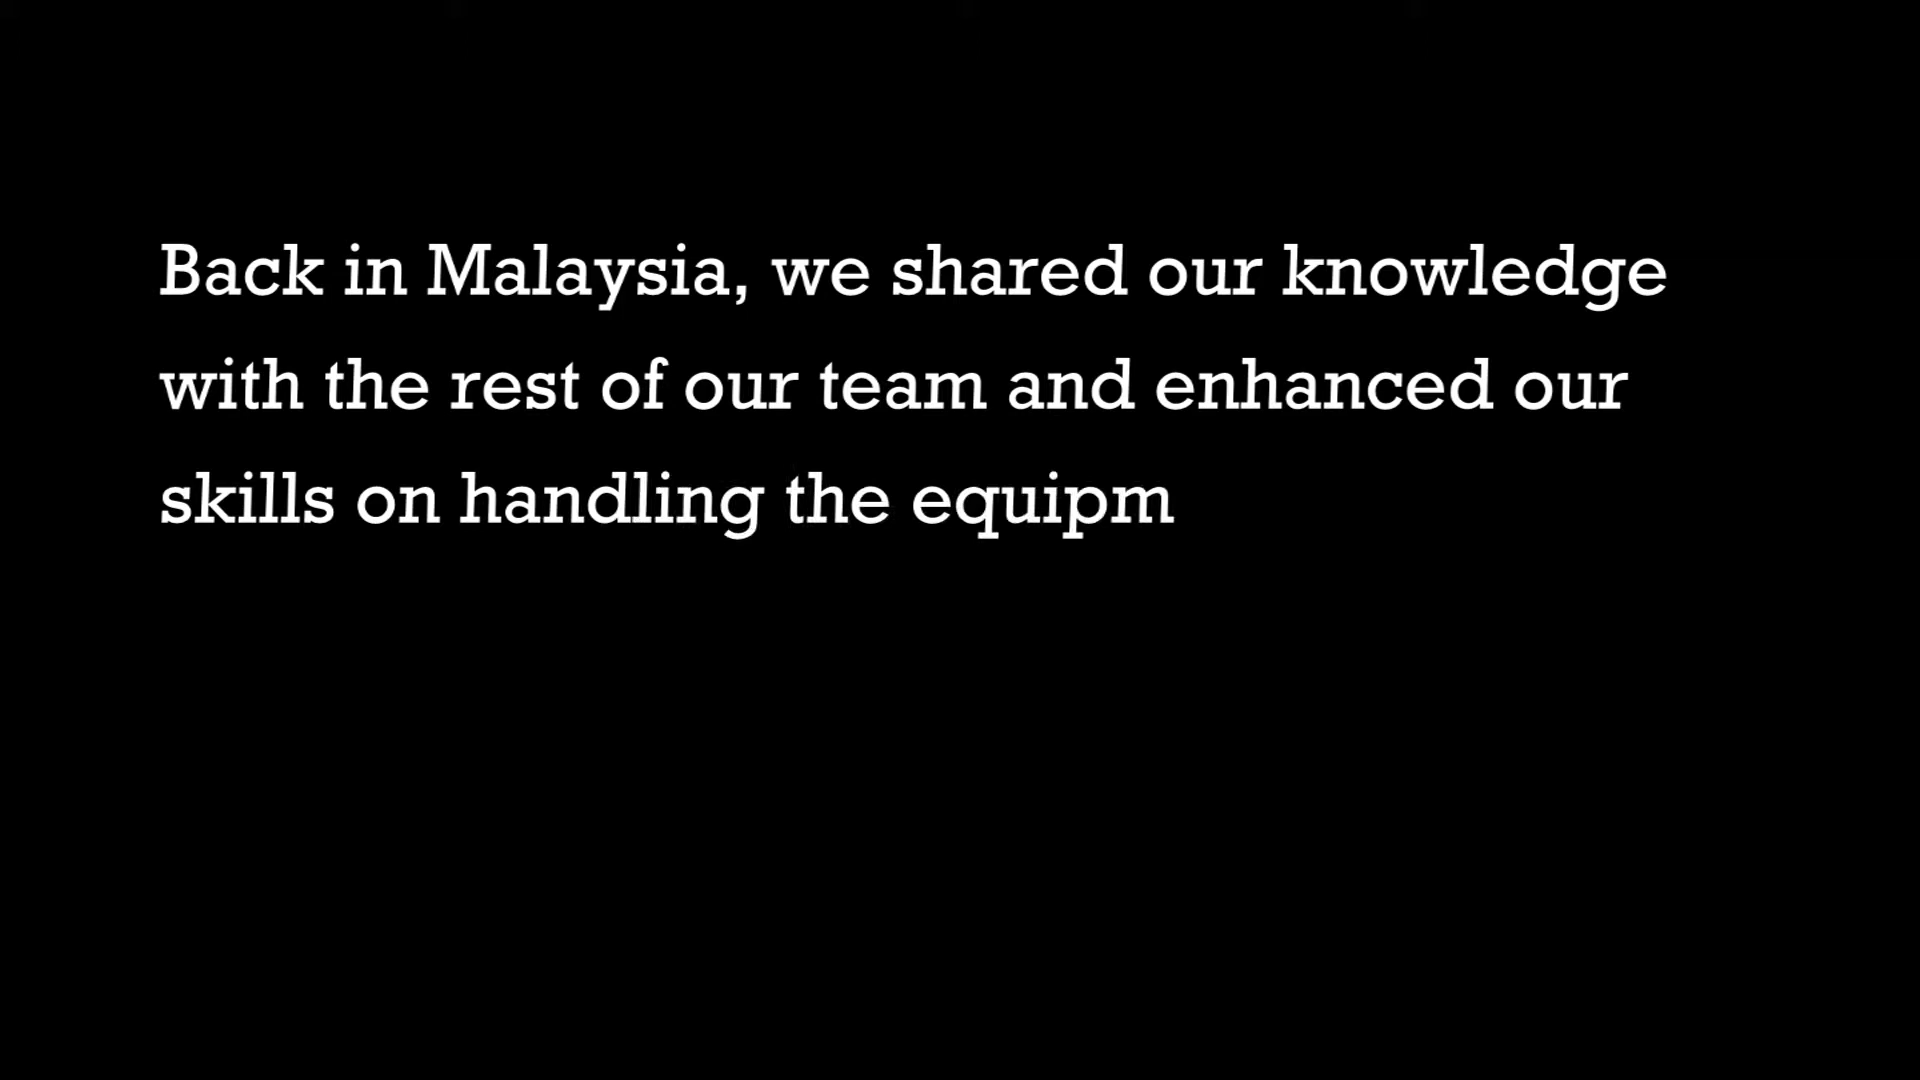 Back in Malaysia, we shared our knowledge
with the rest of our team and enhanced our
skills on handling the equipm